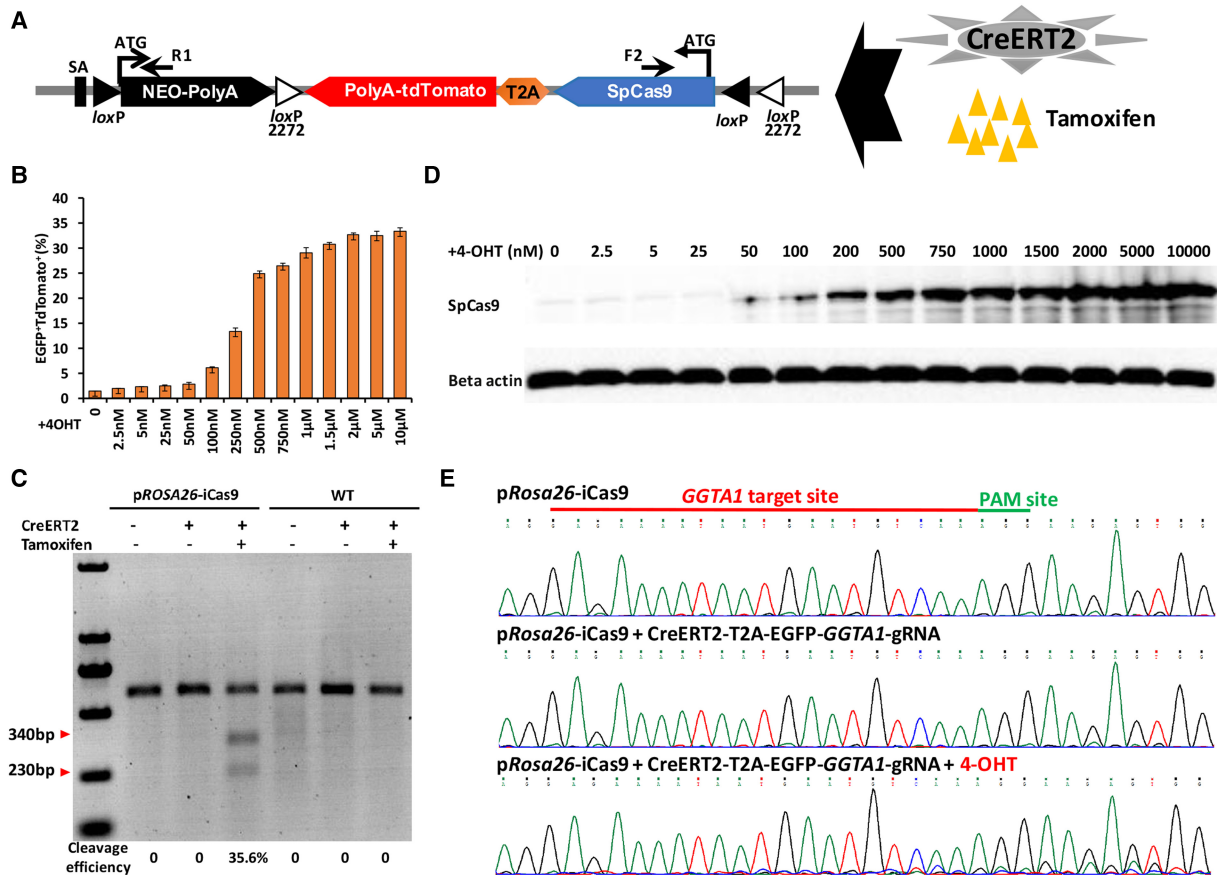 A
ATG
R1
SA
NEO-PolyA
loxP
loxP
2272
PolyA-tdTomato
T2A
F2
ATG
SpCas9
loxP
loxP
2272
CreERT2
Tamoxifen
B
EGFP⁺TdTomato⁺ (%)
40
35
30
25
20
15
10
5
0
+4OHT
0
2.5nM
5nM
25nM
50nM
100nM
250nM
500nM
750nM
1μM
1.5μM
2μM
5μM
10μM
D
+4-OHT (nM) 0 2.5 5 25 50 100 200 500 750 1000 1500 2000 5000 10000
SpCas9
Beta actin
C
pROSA26-iCas9 WT
CreERT2 - + + - + +
Tamoxifen - - + - - +
340bp
230bp
Cleavage
efficiency
0 0 35.6% 0 0 0
E
pRosa26-iCas9
GGTA1 target site
PAM site
pRosa26-iCas9 + CreERT2-T2A-EGFP-GGTA1-gRNA
pRosa26-iCas9 + CreERT2-T2A-EGFP-GGTA1-gRNA + 4-OHT